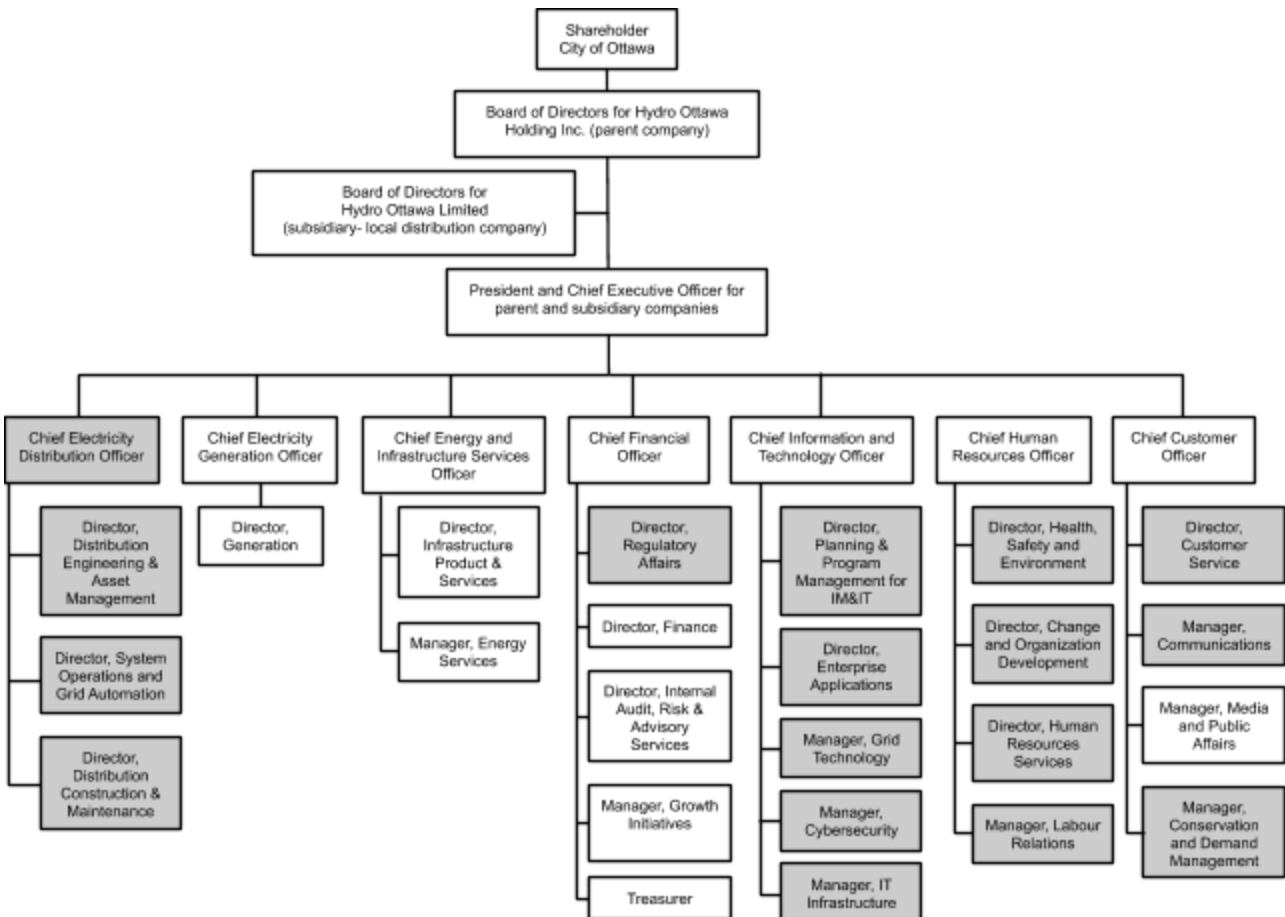 Shareholder
City of Ottawa
Board of Directors for Hydro Ottawa
Holding Inc. (parent company)
Board of Directors for
Hydro Ottawa Limited
(subsidiary- local distribution company)
President and Chief Executive Officer for
parent and subsidiary companies
Chief Electricity
Distribution Officer
Director,
Distribution
Engineering &
Asset
Management
Director, System
Operations and
Grid Automation
Director,
Distribution
Construction &
Maintenance
Chief Electricity
Generation Officer
Director,
Generation
Chief Energy and
Infrastructure Services
Officer
Director,
Infrastructure
Product &
Services
Manager, Energy
Services
Chief Financial
Officer
Director,
Regulatory
Affairs
Director, Finance
Director, Internal
Audit, Risk &
Advisory
Services
Manager, Growth
Initiatives
Treasurer
Chief Information and
Technology Officer
Director,
Planning &
Program
Management for
IM&IT
Director,
Enterprise
Applications
Manager, Grid
Technology
Manager,
Cybersecurity
Manager, IT
Infrastructure
Chief Human
Resources Officer
Director, Health,
Safety and
Environment
Director, Change
and Organization
Development
Director, Human
Resources
Services
Manager, Labour
Relations
Chief Customer
Officer
Director,
Customer
Service
Manager,
Communications
Manager, Media
and Public
Affairs
Manager,
Conservation
and Demand
Management